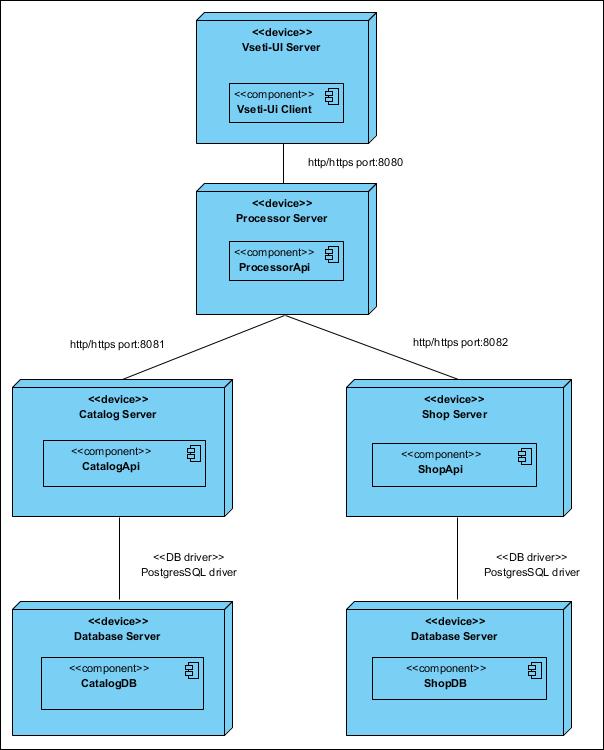 <<device>>
Vseti-UI Server
<<component>>
Vseti-Ui Client
http/https port:8080
<<device>>
Processor Server
<<component>>
ProcessorApi
http/https port:8081
http/https port:8082
<<device>>
Catalog Server
<<component>>
CatalogApi
<<device>>
Shop Server
<<component>>
ShopApi
<<DB driver>>
PostgresSQL driver
<<DB driver>>
PostgresSQL driver
<<device>>
Database Server
<<component>>
CatalogDB
<<device>>
Database Server
<<component>>
ShopDB